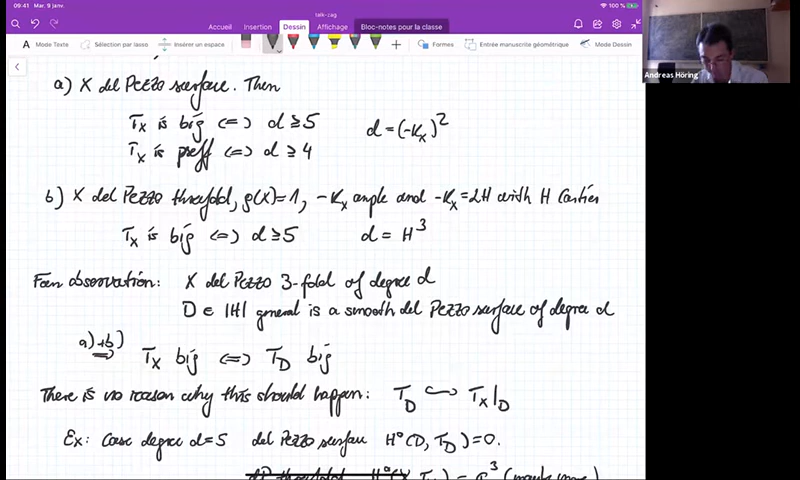 09:41 Mar. 9 janv.
talk-zag
100 %
Accueil Insertion Dessin Affichage Bloc-notes pour la classe
A Mode Texte Sélection par lasso Insérer un espace Formes Entrée manuscrite géométrique Mode Dessin
Andreas Höring
a) X del Pezzo surface. Then
T_X is big <=> d ≥ 5 d = (-K_X)^2
T_X is pseff <=> d ≥ 4
b) X del Pezzo threefold, ρ(X)=1, -K_X ample and -K_X = 2H with H Cartier
T_X is big <=> d ≥ 5 d = H^3
Fun observation: X del Pezzo 3-fold of degree d
D ∈ |H| general is a smooth del Pezzo surface of degree d
a)+b)
=> T_X big <=> T_D big
There is no reason why this should happen: T_D ↪ T_X|_D
Ex: Case degree d=5 del Pezzo surface H^0(D, T_D)=0.